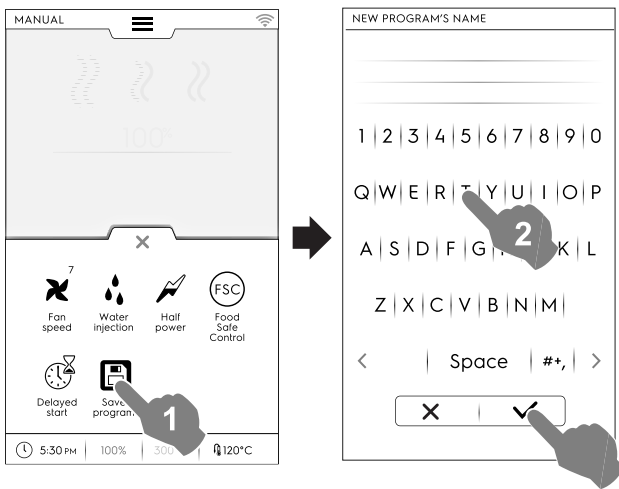 MANUAL
100%
7
Fan speed
Water injection
Half power
FSC
Food Safe Control
Delayed start
Save program
1
5:30 PM 100% 300 120°C
NEW PROGRAM'S NAME
1 2 3 4 5 6 7 8 9 0
Q W E R T Y U I O P
2
A S D F G K L
Z X C V B N M
< Space #+, >